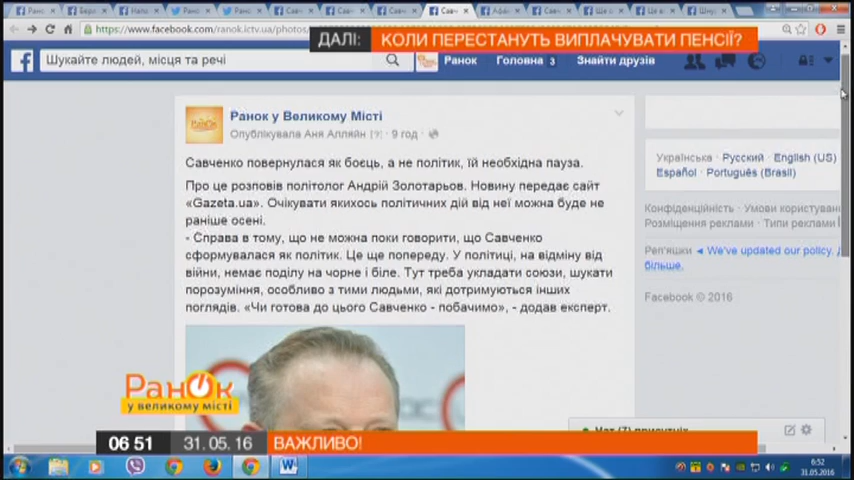 https://www.facebook.com/ranok.ictv.ua/photos/
ДАЛІ: КОЛИ ПЕРЕСТАНУТЬ ВИПЛАЧУВАТИ ПЕНСІЇ?
Шукайте людей, місця та речі
Ранок Головна 3 Знайти друзів
Ранок у Великому Місті
Опублікувала Аня Алляйн [?] · 9 год ·
Савченко повернулася як боєць, а не політик, їй необхідна пауза.
Про це розповів політолог Андрій Золотарьов. Новину передає сайт
«Gazeta.ua». Очікувати якихось політичних дій від неї можна буде не
раніше осені.
- Справа в тому, що не можна поки говорити, що Савченко
сформувалася як політик. Це ще попереду. У політиці, на відміну від
війни, немає поділу на чорне і біле. Тут треба укладати союзи, шукати
порозуміння, особливо з тими людьми, які дотримуються інших
поглядів. «Чи готова до цього Савченко - побачимо», - додав експерт.
Українська · Русский · English (US)
Español · Português (Brasil)
Конфіденційність · Умови користуван
Розміщення реклами · Типи реклами
We've updated our policy.
більше.
Facebook © 2016
Ранок
у великому місті
Чат (7) присутніх
06 51 31.05.16 ВАЖЛИВО!
6:52
31.05.2016